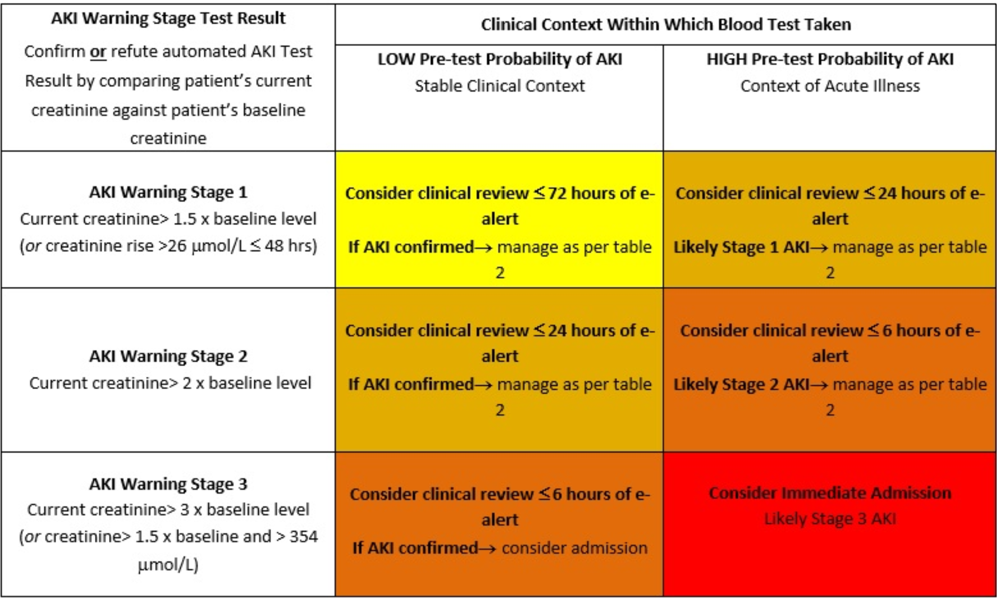 AKI Warning Stage Test Result
Confirm or refute automated AKI Test
Result by comparing patient's current
creatinine against patient's baseline
creatinine
Clinical Context Within Which Blood Test Taken
LOW Pre-test Probability of AKI
Stable Clinical Context
HIGH Pre-test Probability of AKI
Context of Acute Illness
AKI Warning Stage 1
Current creatinine> 1.5 x baseline level
(or creatinine rise >26 μmol/L ≤ 48 hrs)
Consider clinical review ≤72 hours of e-
alert
If AKI confirmed→ manage as per table
2
Consider clinical review ≤24 hours of e-
alert
Likely Stage 1 AKI→ manage as per table
2
AKI Warning Stage 2
Current creatinine> 2 x baseline level
Consider clinical review ≤24 hours of e-
alert
If AKI confirmed→ manage as per table
2
Consider clinical review ≤6 hours of e-
alert
Likely Stage 2 AKI→ manage as per table
2
AKI Warning Stage 3
Current creatinine> 3 x baseline level
(or creatinine> 1.5 x baseline and > 354
μmol/L)
Consider clinical review ≤6 hours of e-
alert
If AKI confirmed→ consider admission
Consider Immediate Admission
Likely Stage 3 AKI